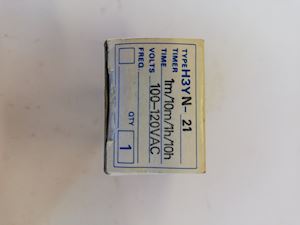 TYPE H3YN-21
TIMER
TIME 1m/10m/1h/10h
VOLTS 100-120VAC
FREQ.
QTY 1